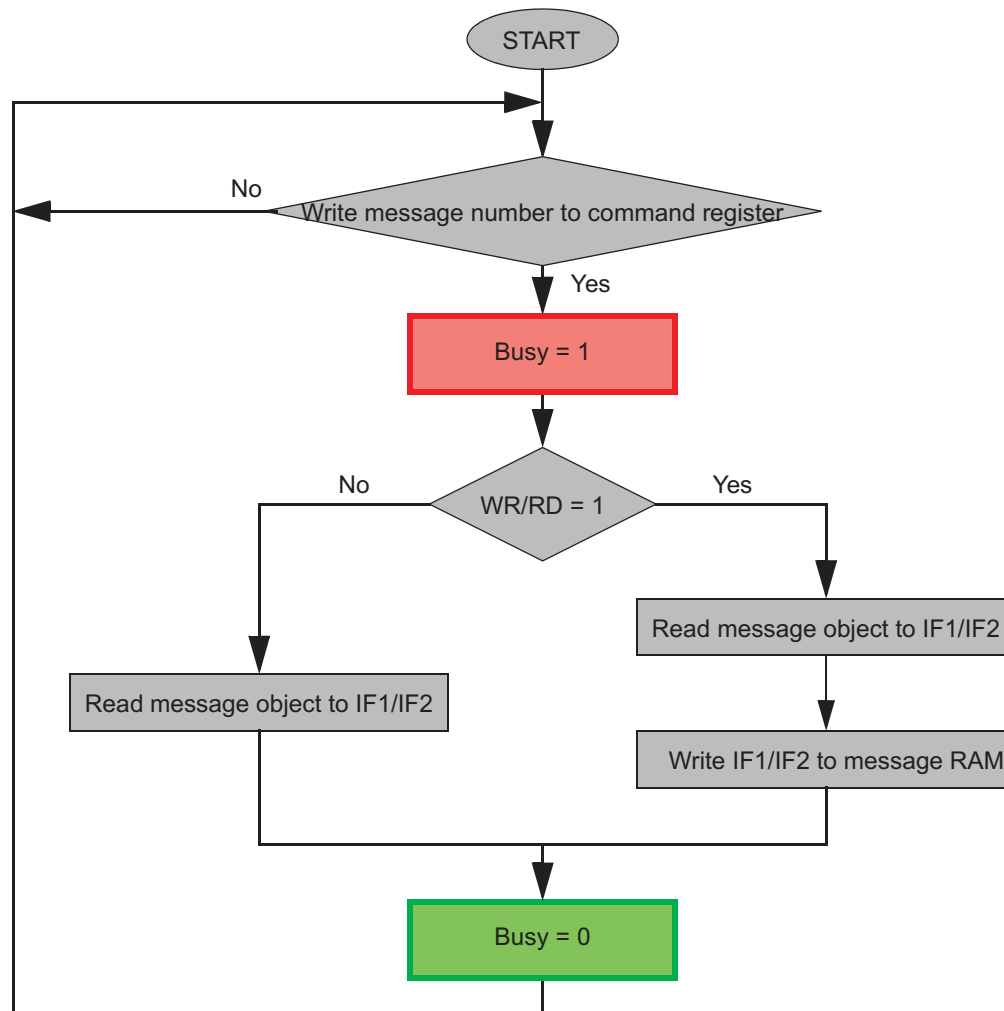 START
No
Write message number to command register
Yes
Busy = 1
No
WR/RD = 1
Yes
Read message object to IF1/IF2
Read message object to IF1/IF2
Write IF1/IF2 to message RAM
Busy = 0